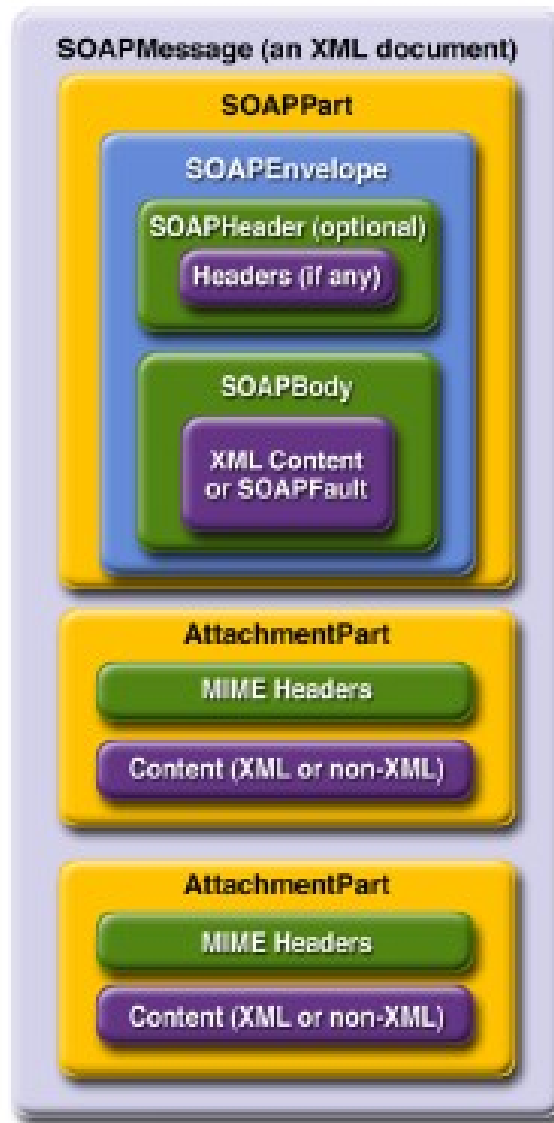 SOAPMessage (an XML document)
SOAPPart
SOAPEnvelope
SOAPHeader (optional)
Headers (if any)
SOAPBody
XML Content
or SOAPFault
AttachmentPart
MIME Headers
Content (XML or non-XML)
AttachmentPart
MIME Headers
Content (XML or non-XML)